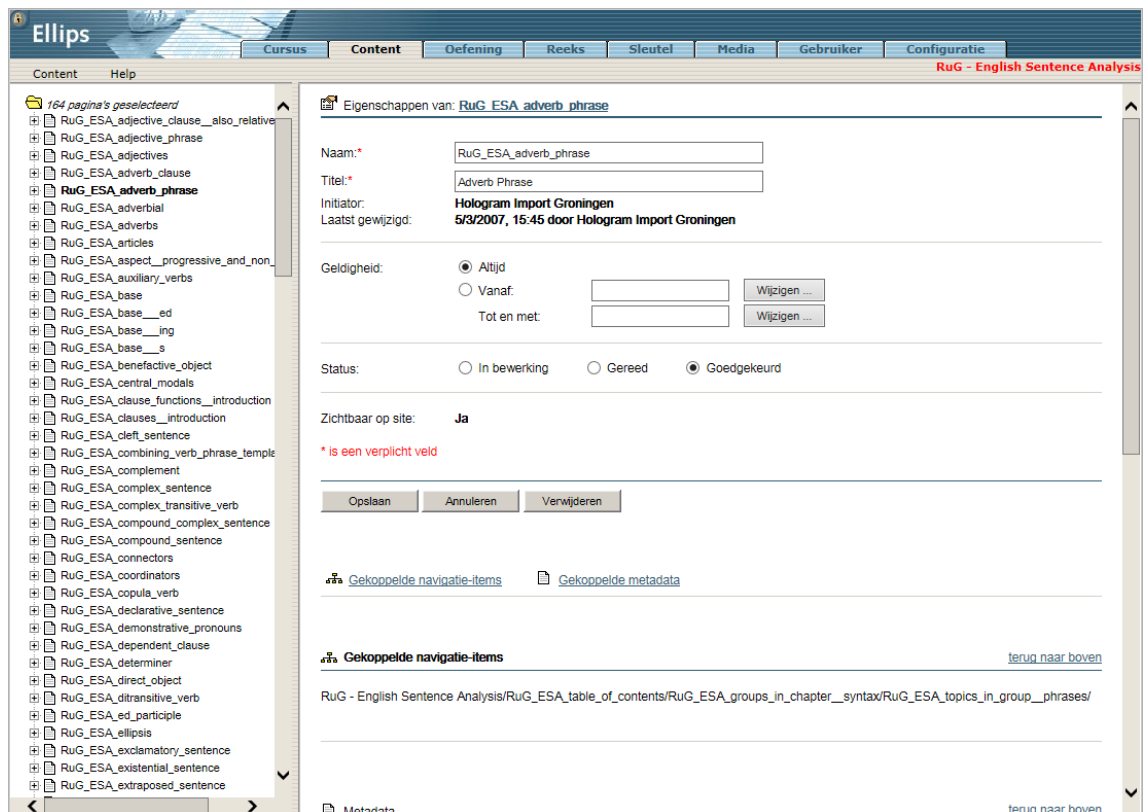 Ellips
Cursus Content Oefening Reeks Sleutel Media Gebruiker Configuratie
Content Help
RuG - English Sentence Analysis
164 pagina's geselecteerd
RuG_ESA_adjective_clause__also_relative
RuG_ESA_adjective_phrase
RuG_ESA_adjectives
RuG_ESA_adverb_clause
RuG_ESA_adverb_phrase
RuG_ESA_adverbial
RuG_ESA_adverbs
RuG_ESA_articles
RuG_ESA_aspect__progressive_and_non_
RuG_ESA_auxiliary_verbs
RuG_ESA_base
RuG_ESA_base___ed
RuG_ESA_base___ing
RuG_ESA_base___s
RuG_ESA_benefactive_object
RuG_ESA_central_modals
RuG_ESA_clause_functions__introduction
RuG_ESA_clauses__introduction
RuG_ESA_cleft_sentence
RuG_ESA_combining_verb_phrase_templa
RuG_ESA_complement
RuG_ESA_complex_sentence
RuG_ESA_complex_transitive_verb
RuG_ESA_compound_complex_sentence
RuG_ESA_compound_sentence
RuG_ESA_connectors
RuG_ESA_coordinators
RuG_ESA_copula_verb
RuG_ESA_declarative_sentence
RuG_ESA_demonstrative_pronouns
RuG_ESA_dependent_clause
RuG_ESA_determiner
RuG_ESA_direct_object
RuG_ESA_ditransitive_verb
RuG_ESA_ed_participle
RuG_ESA_ellipsis
RuG_ESA_exclamatory_sentence
RuG_ESA_existential_sentence
RuG_ESA_extraposed_sentence
Eigenschappen van: RuG_ESA_adverb_phrase
Naam:* RuG_ESA_adverb_phrase
Titel:* Adverb Phrase
Initiator: Hologram Import Groningen
Laatst gewijzigd: 5/3/2007, 15:45 door Hologram Import Groningen
Geldigheid: Altijd
Vanaf: Wijzigen ...
Tot en met: Wijzigen ...
Status: In bewerking Gereed Goedgekeurd
Zichtbaar op site: Ja
* is een verplicht veld
Opslaan Annuleren Verwijderen
Gekoppelde navigatie-items Gekoppelde metadata
Gekoppelde navigatie-items terug naar boven
RuG - English Sentence Analysis/RuG_ESA_table_of_contents/RuG_ESA_groups_in_chapter__syntax/RuG_ESA_topics_in_group__phrases/
Metadata terug naar boven